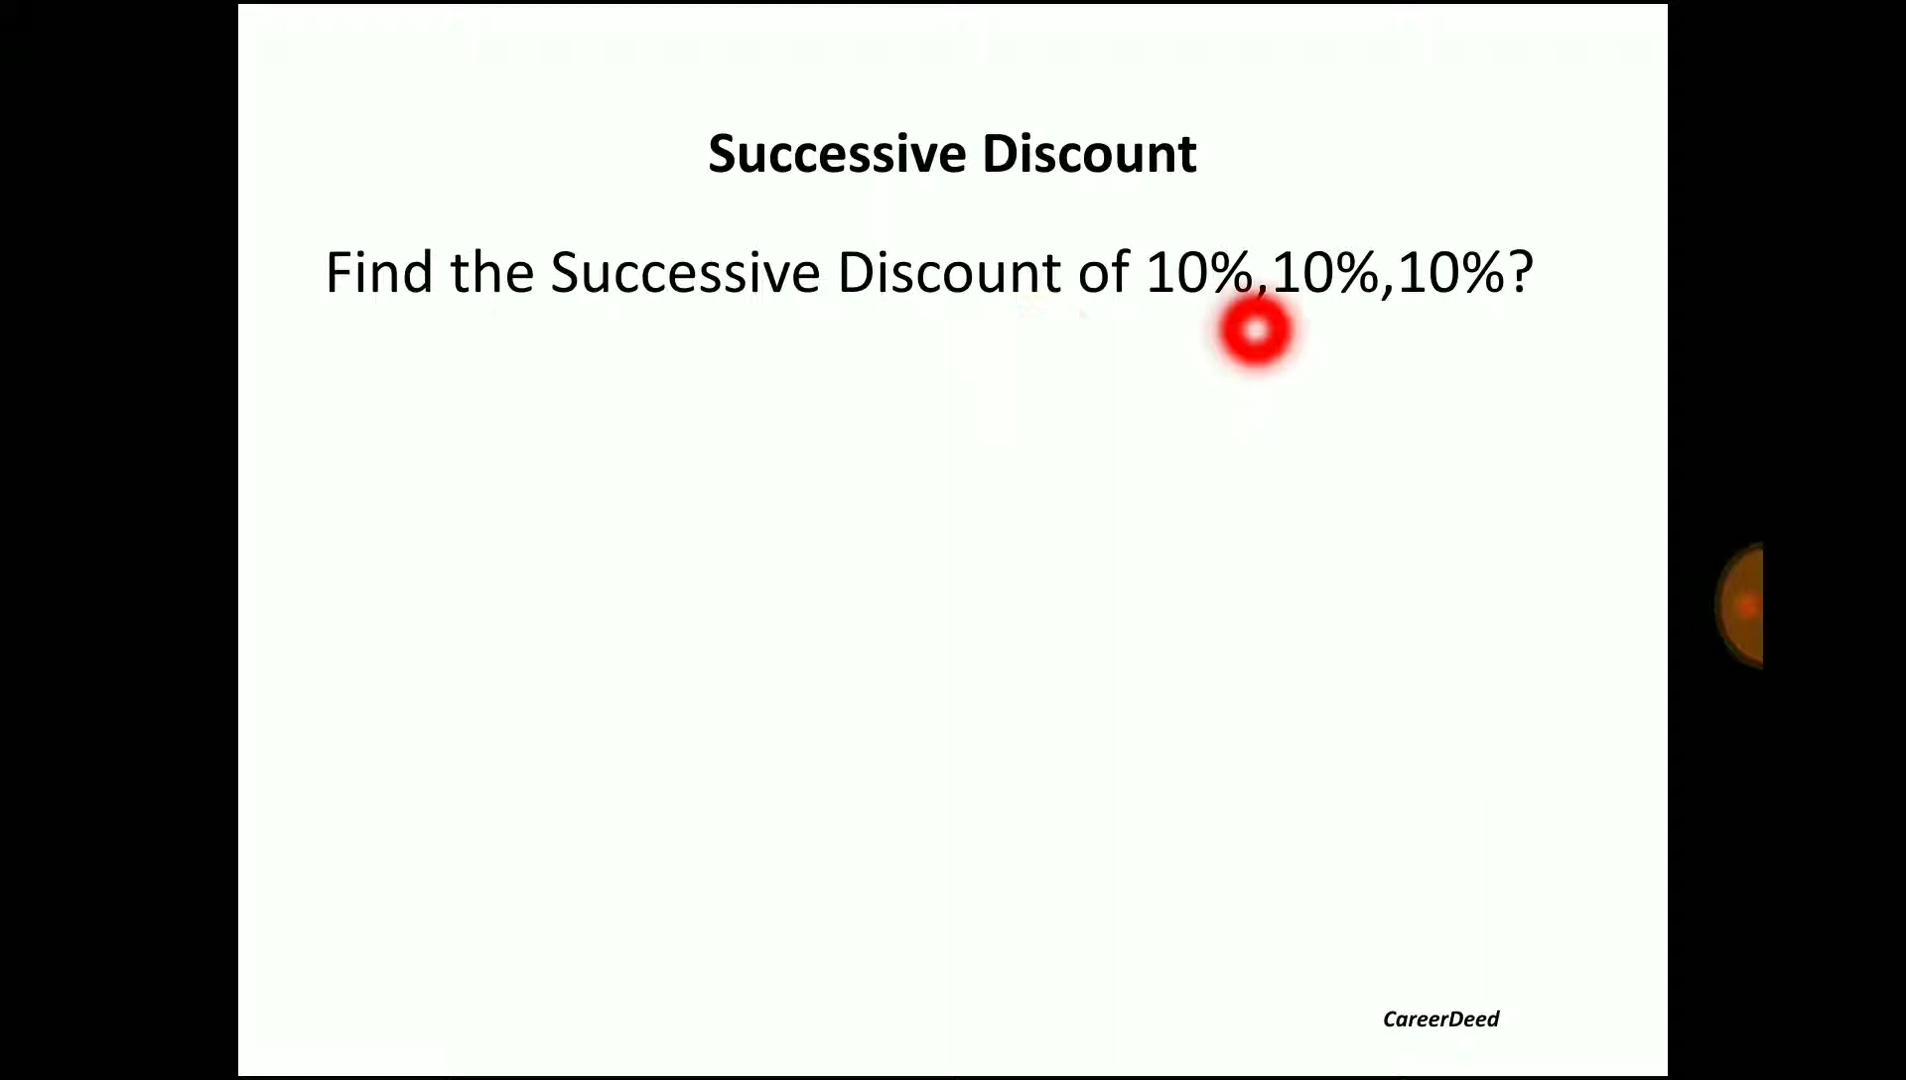 Successive Discount
Find the Successive Discount of 10%,10%,10%?
CareerDeed